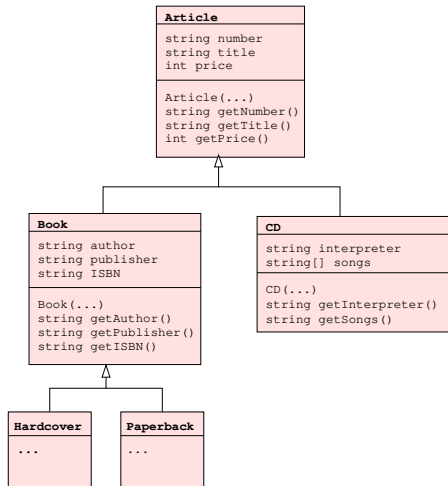 Article
string number
string title
int price
Article(...)
string getNumber()
string getTitle()
int getPrice()
Book
string author
string publisher
string ISBN
Book(...)
string getAuthor()
string getPublisher()
string getISBN()
CD
string interpreter
string[] songs
CD(...)
string getInterpreter()
string getSongs()
Hardcover
...
Paperback
...